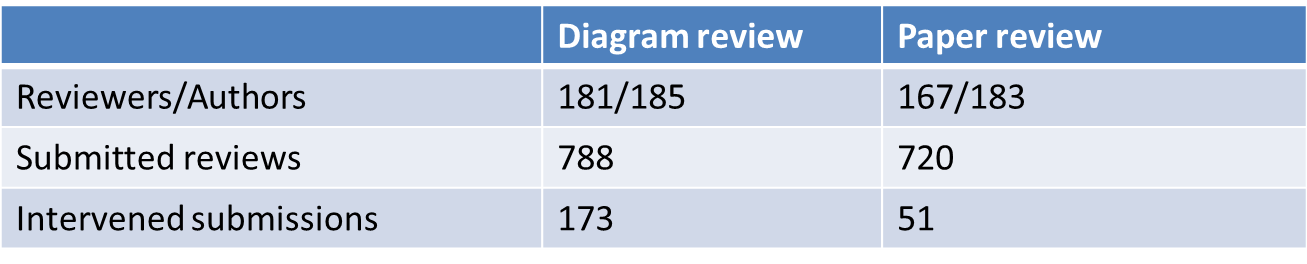 Diagram review Paper review
Reviewers/Authors 181/185 167/183
Submitted reviews 788 720
Intervened submissions 173 51